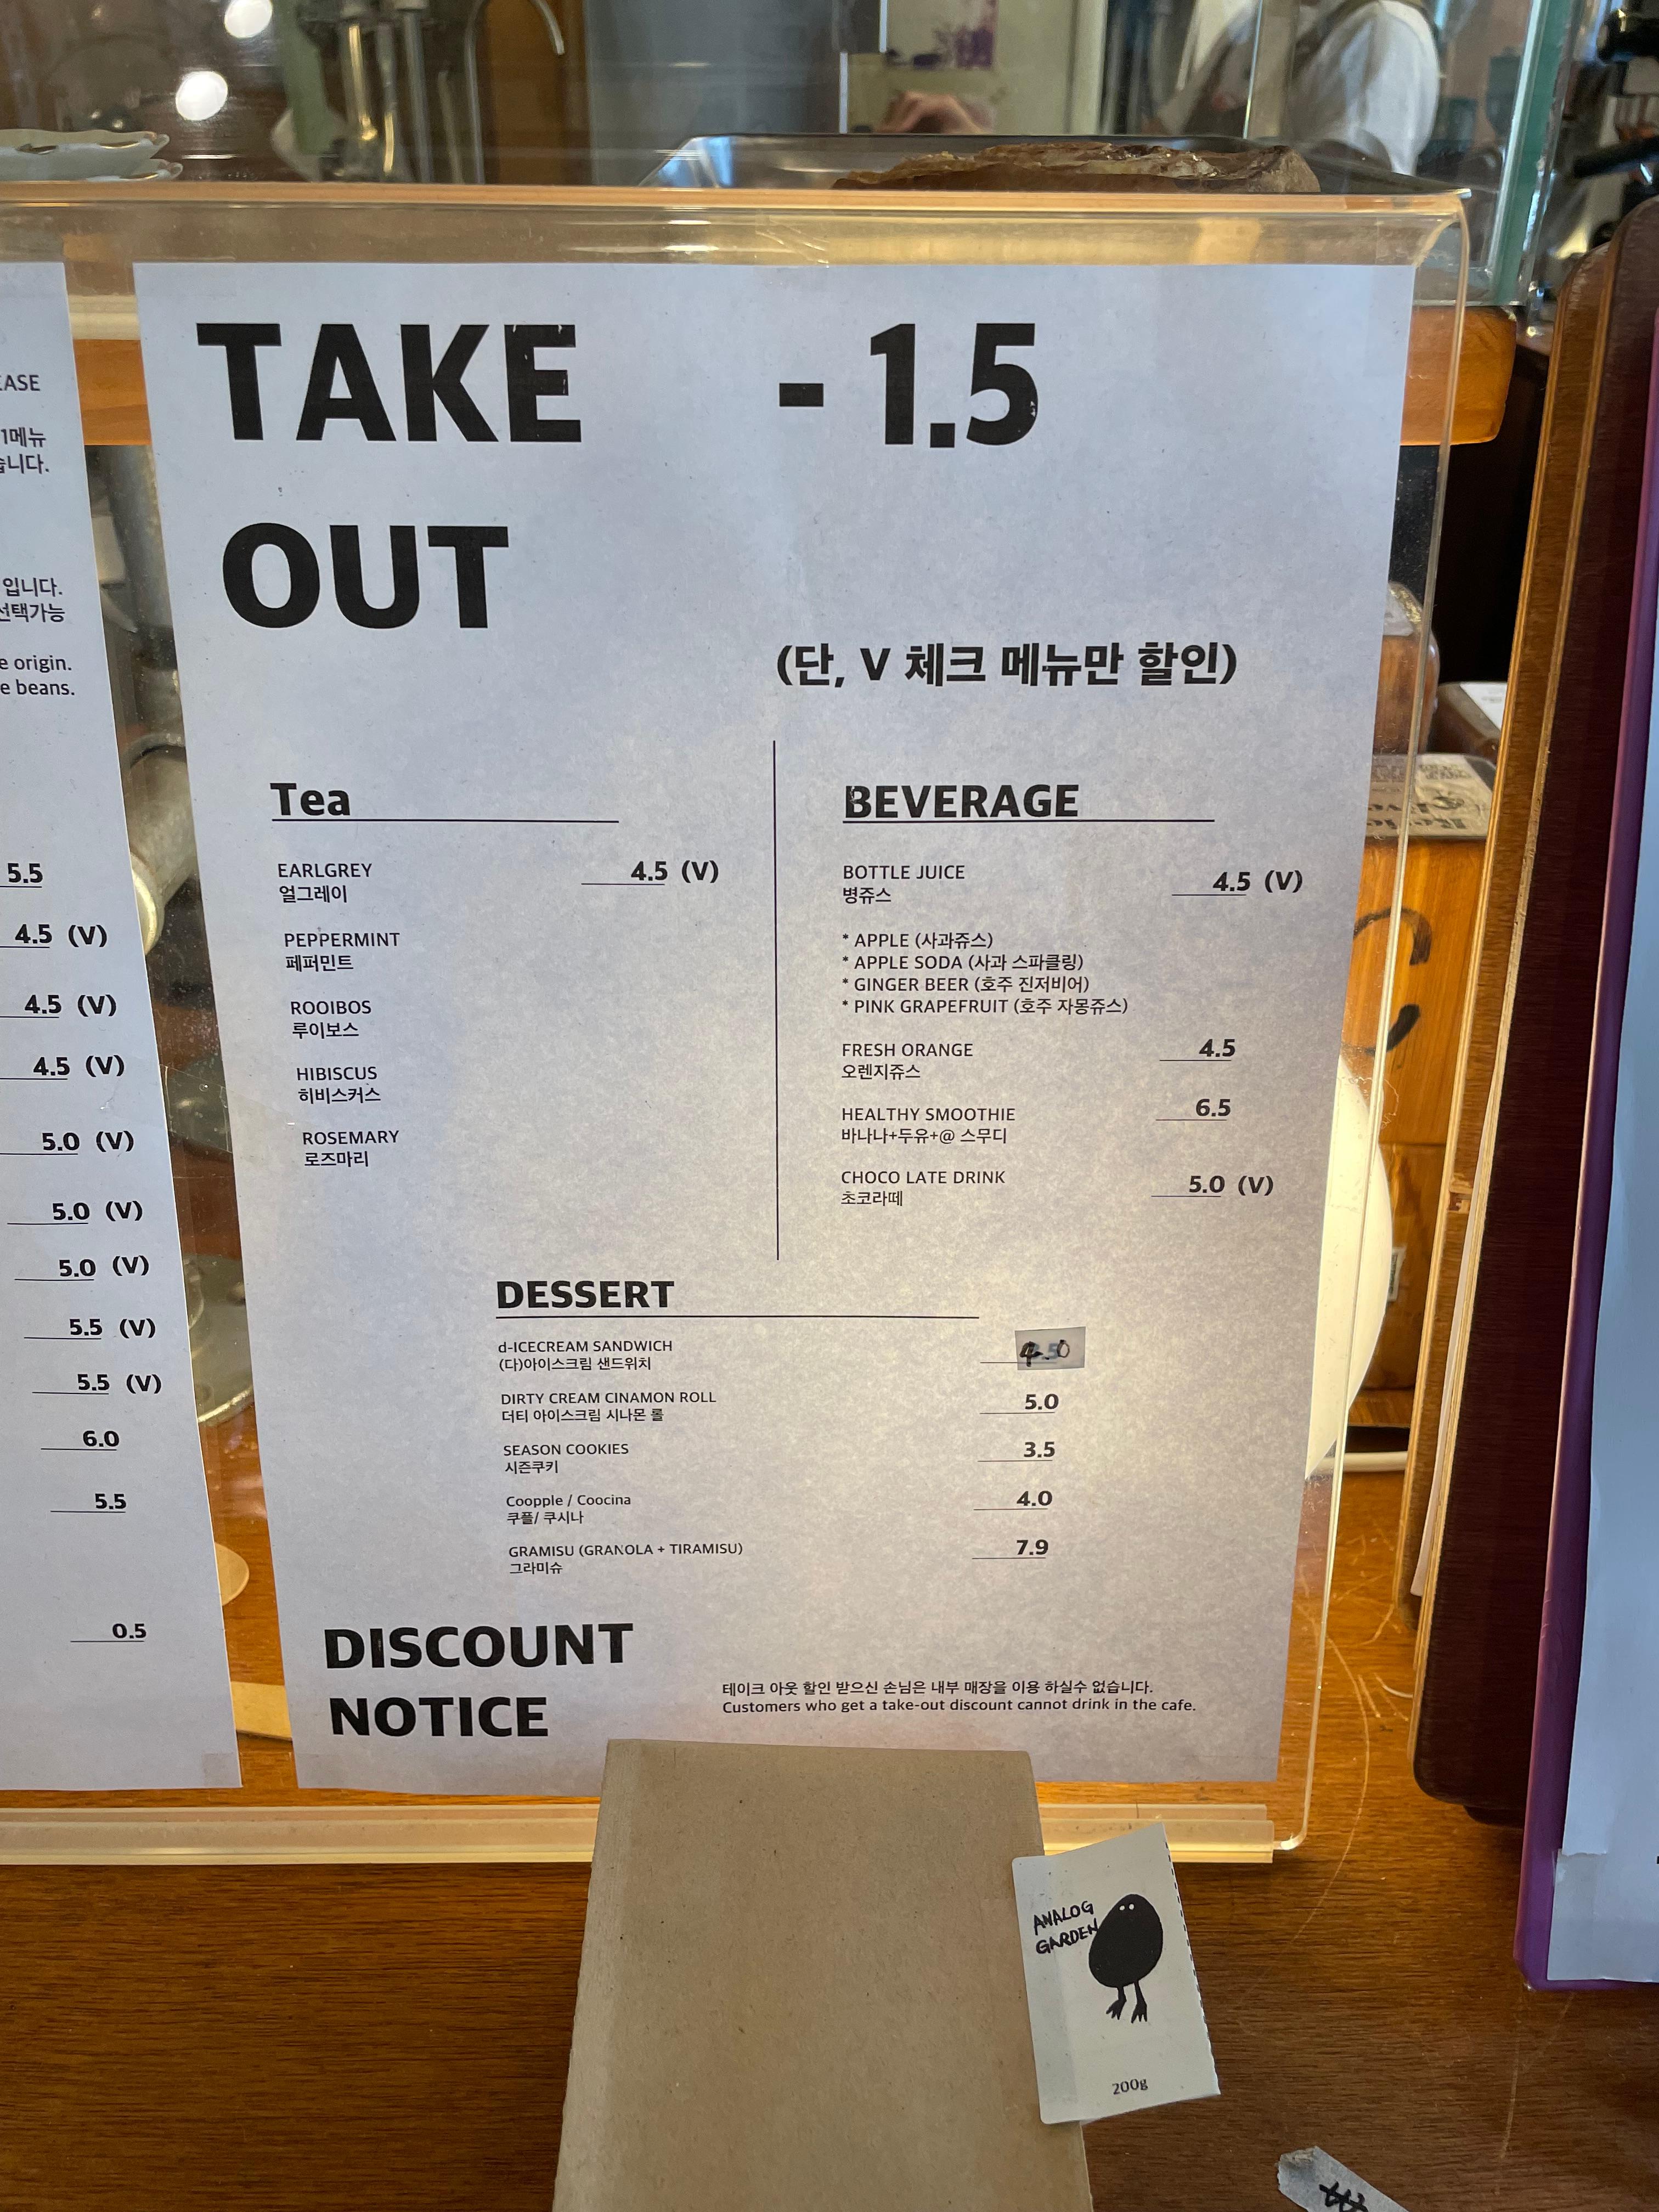 EASE
1메뉴
습니다.
입니다.
선택가능
e origin.
e beans.
5.5
4.5 (V)
4.5 (V)
4.5 (V)
5.0 (V)
5.0 (V)
5.0 (V)
5.5 (V)
5.5 (V)
6.0
5.5
0.5
TAKE - 1.5
OUT
(단, V 체크 메뉴만 할인)
Tea
EARLGREY 4.5 (V)
얼그레이
PEPPERMINT
페퍼민트
ROOIBOS
루이보스
HIBISCUS
히비스커스
ROSEMARY
로즈마리
BEVERAGE
BOTTLE JUICE 4.5 (V)
병쥬스
* APPLE (사과쥬스)
* APPLE SODA (사과 스파클링)
* GINGER BEER (호주 진저비어)
* PINK GRAPEFRUIT (호주 자몽쥬스)
FRESH ORANGE 4.5
오렌지쥬스
HEALTHY SMOOTHIE 6.5
바나나+두유+@ 스무디
CHOCO LATE DRINK 5.0 (V)
초코라떼
DESSERT
d-ICECREAM SANDWICH
(다)아이스크림 샌드위치
DIRTY CREAM CINAMON ROLL 5.0
더티 아이스크림 시나몬 롤
SEASON COOKIES 3.5
시즌쿠키
Coopple / Coocina 4.0
쿠플/ 쿠시나
GRAMISU (GRANOLA + TIRAMISU) 7.9
그라미슈
DISCOUNT
NOTICE
테이크 아웃 할인 받으신 손님은 내부 매장을 이용 하실수 없습니다.
Customers who get a take-out discount cannot drink in the cafe.
ANALOG
GARDEN
200g